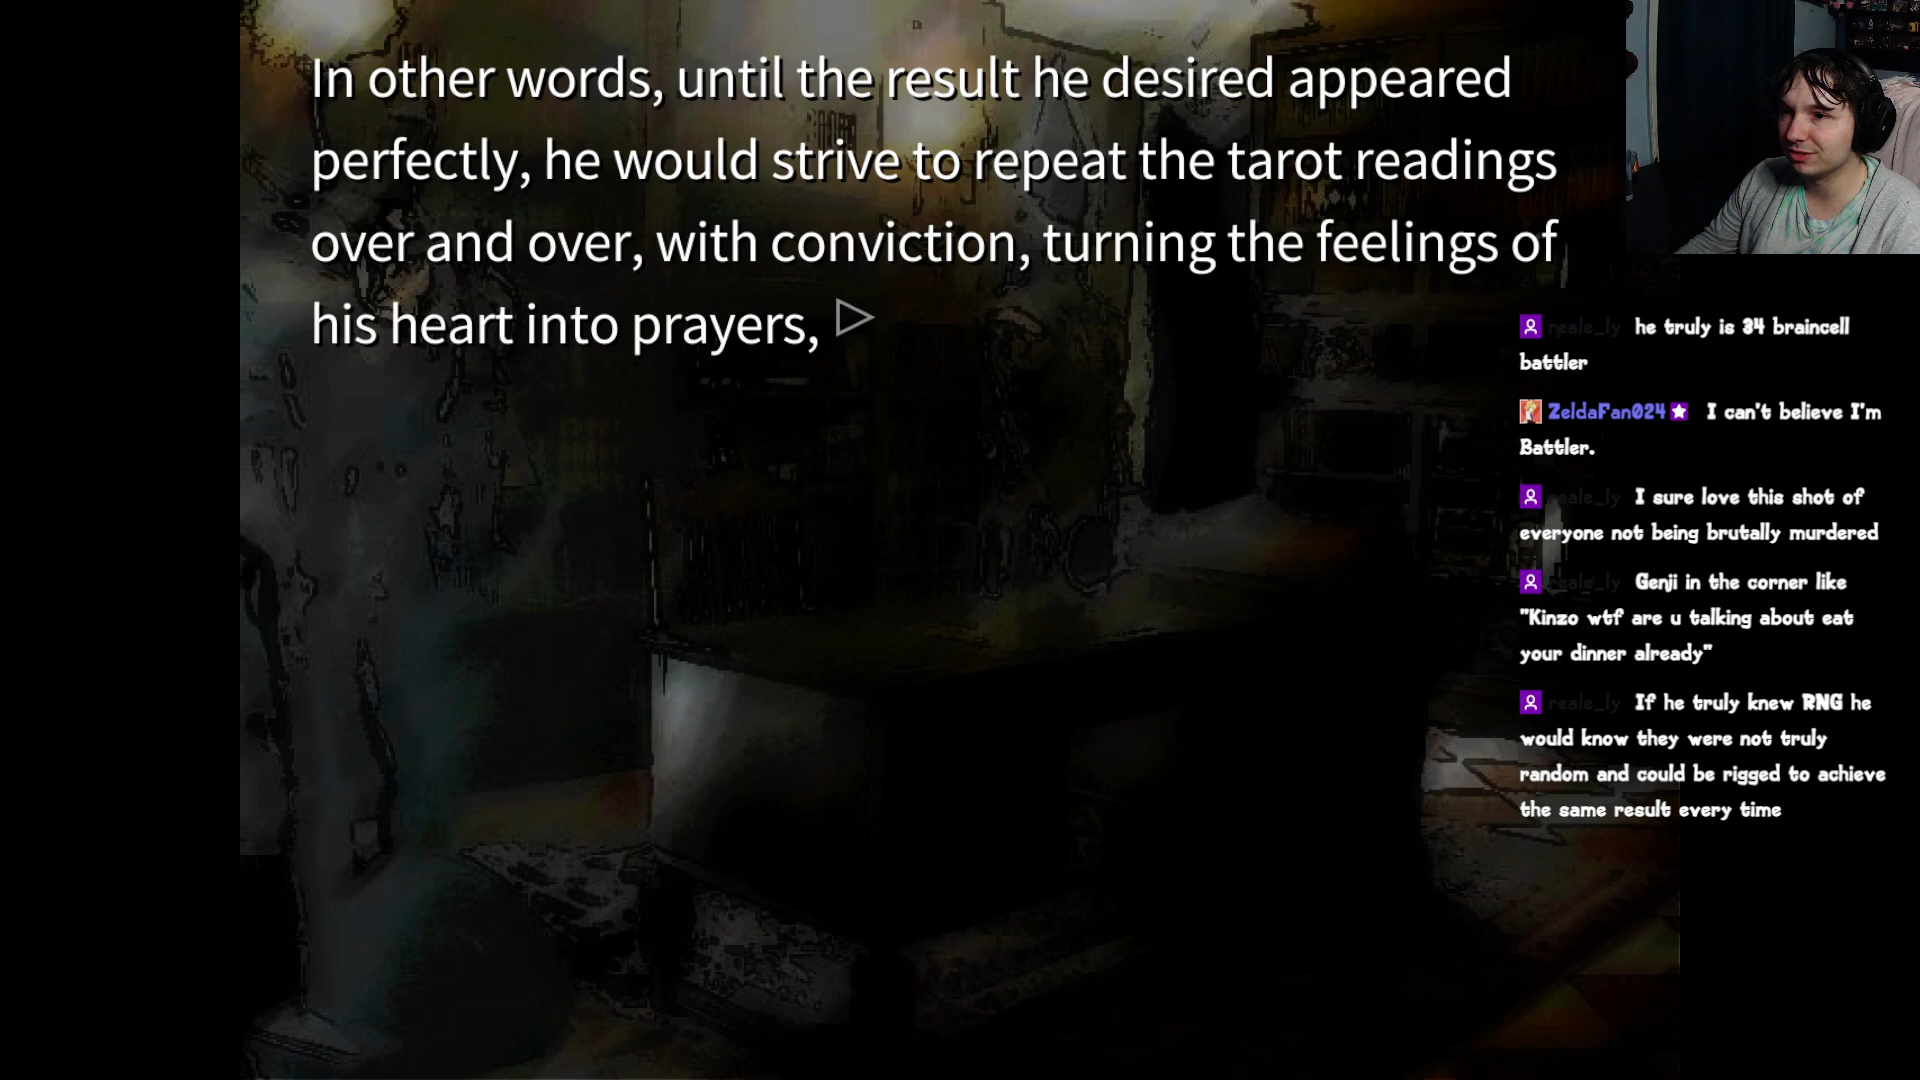 In other words, until the result he desired appeared
perfectly, he would strive to repeat the tarot readings
over and over, with conviction, turning the feelings of
his heart into prayers,
reale_ly he truly is 34 braincell
battler
ZeldaFan024 I can't believe I'm
Battler.
reale_ly I sure love this shot of
everyone not being brutally murdered
reale_ly Genji in the corner like
"Kinzo wtf are u talking about eat
your dinner already"
reale_ly If he truly knew RNG he
would know they were not truly
random and could be rigged to achieve
the same result every time